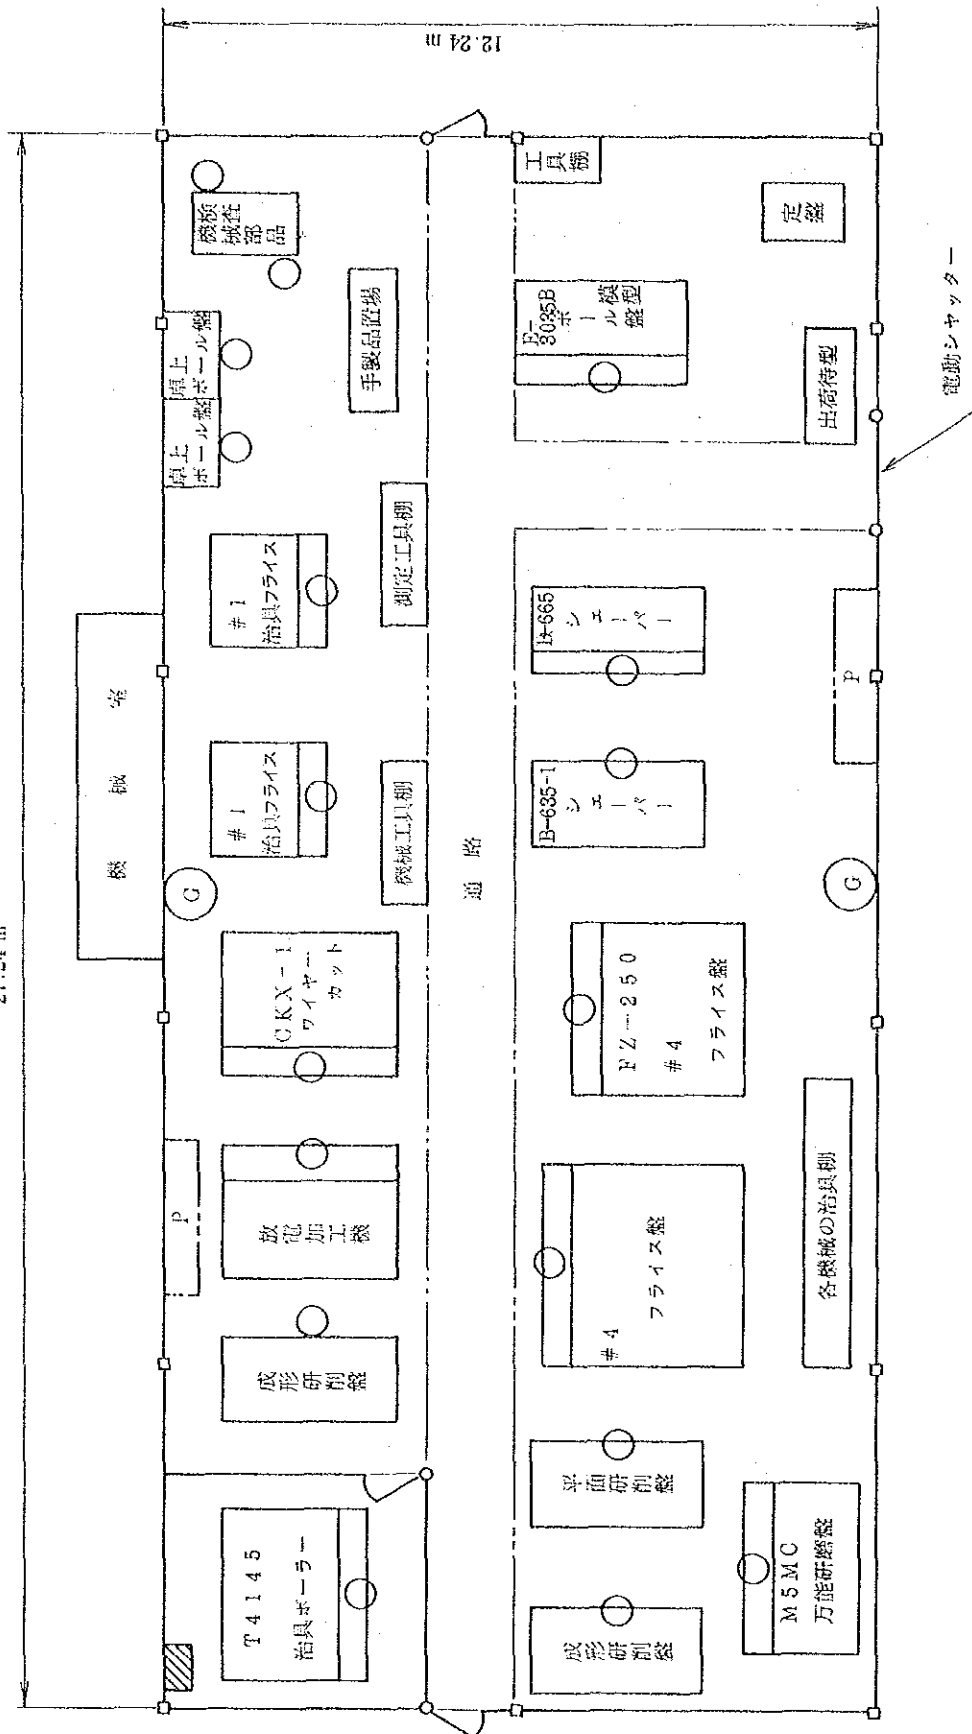 12.24 m
機械室
機械検査部品
卓上
ボール盤
卓上
ボール盤
手製品置場
工具棚
定盤
3035B
ボール盤
模型
出荷待型
電動シャッター
測定工具棚
#1
治具フライス
#1
治具フライス
機械工具棚
通路
シェーパー
B-635-1
シェーパー
P
G
G
CKX-1
ワイヤー
カット
FZ-250
#4
フライス盤
各機械の治具棚
P
放電加工機
#4
フライス盤
成形研削盤
平面研削盤
T4145
治具ボーラー
成形研削盤
M5MC
万能研磨盤